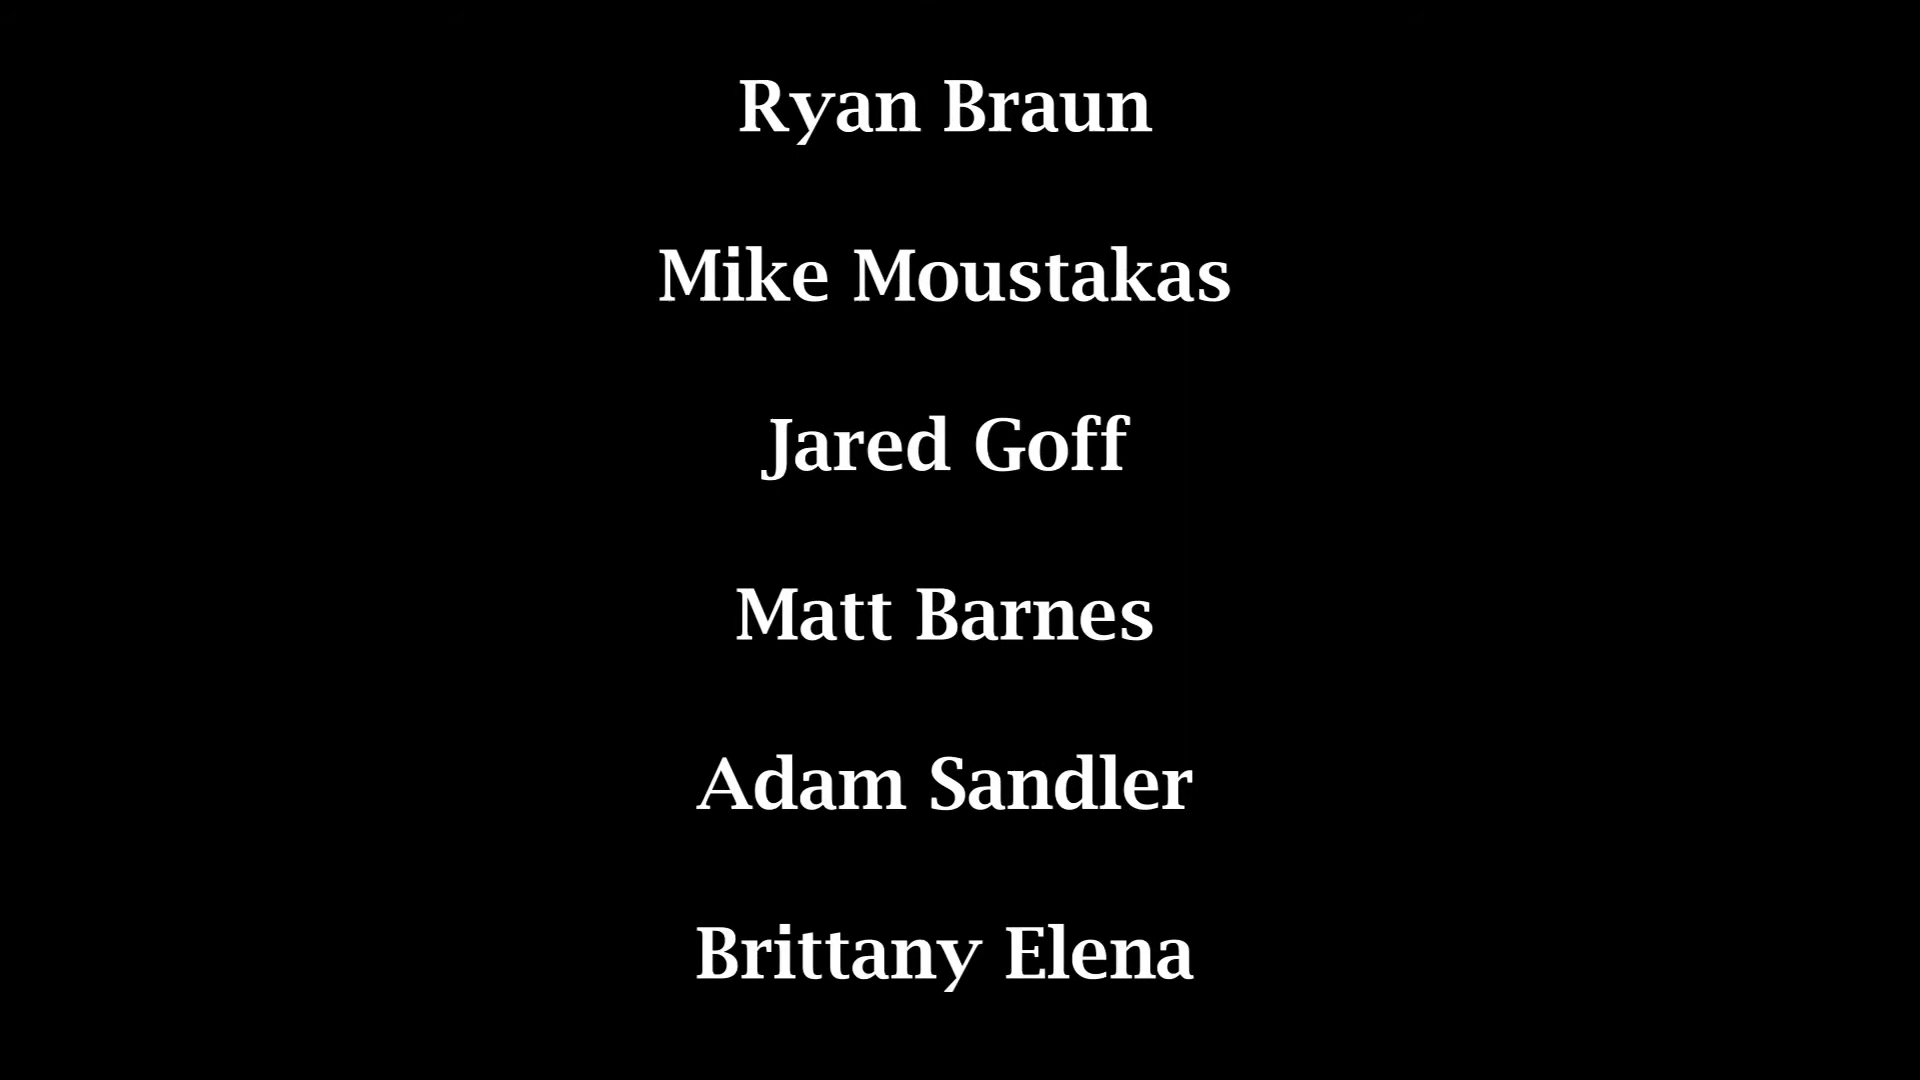 Ryan Braun
Mike Moustakas
Jared Goff
Matt Barnes
Adam Sandler
Brittany Elena